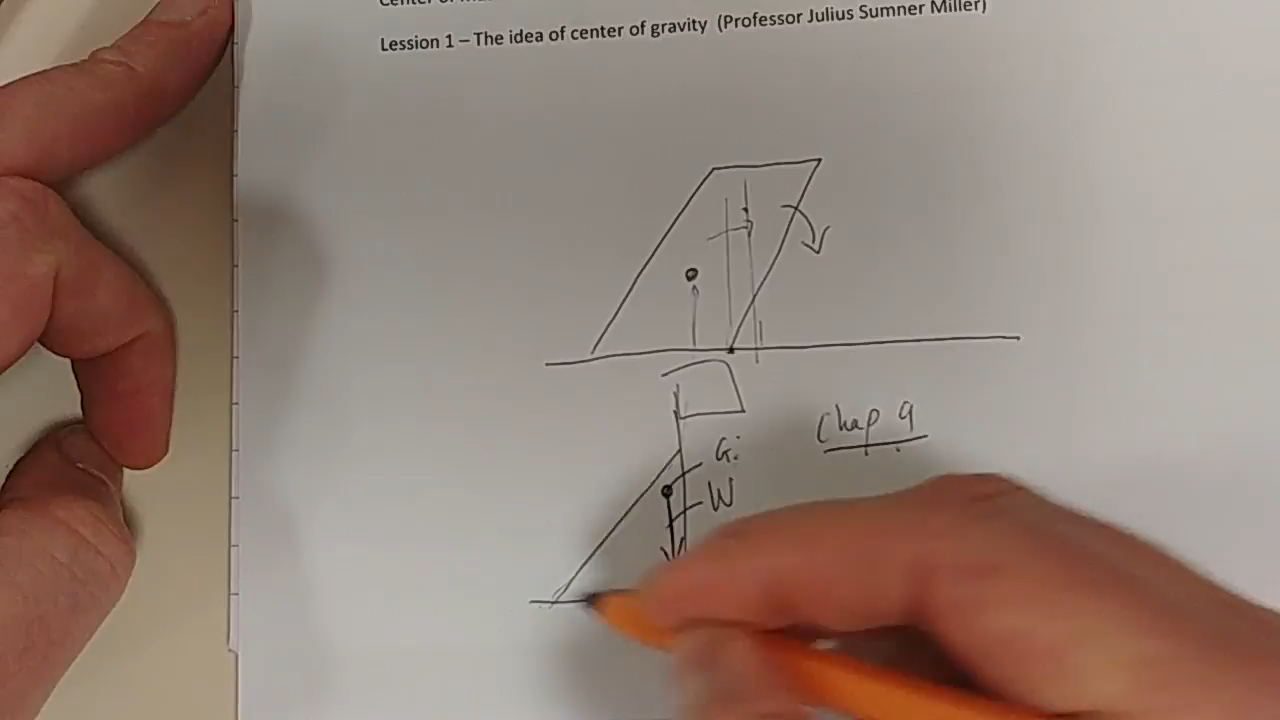 Lession 1 – The idea of center of gravity (Professor Julius Sumner Miller)
Chap 9
G:
W